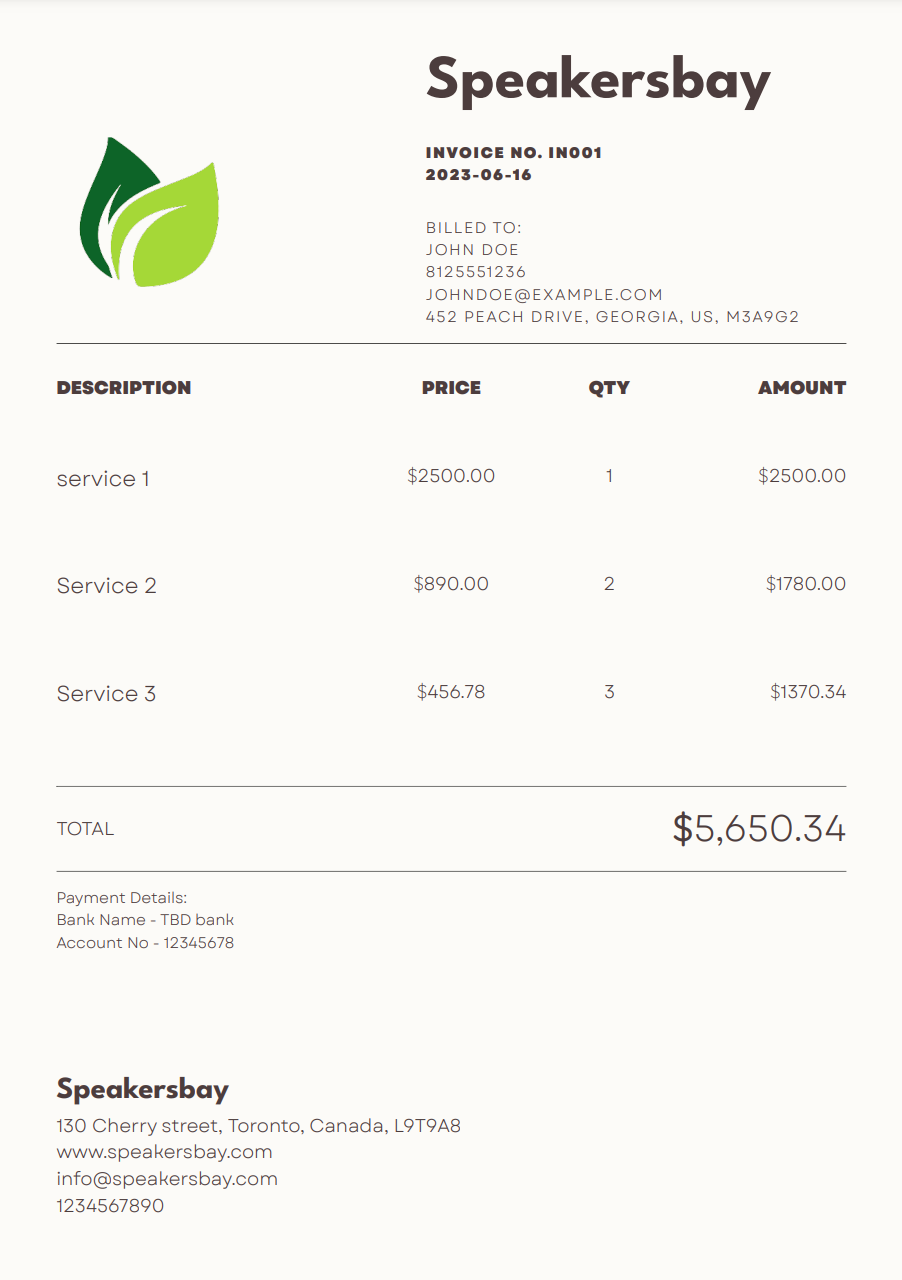 Speakersbay
INVOICE NO. IN001
2023-06-16
BILLED TO:
JOHN DOE
8125551236
JOHNDOE@EXAMPLE.COM
452 PEACH DRIVE, GEORGIA, US, M3A9G2
DESCRIPTION PRICE QTY AMOUNT
service 1 $2500.00 1 $2500.00
Service 2 $890.00 2 $1780.00
Service 3 $456.78 3 $1370.34
TOTAL $5,650.34
Payment Details:
Bank Name - TBD bank
Account No - 12345678
Speakersbay
130 Cherry street, Toronto, Canada, L9T9A8
www.speakersbay.com
info@speakersbay.com
1234567890